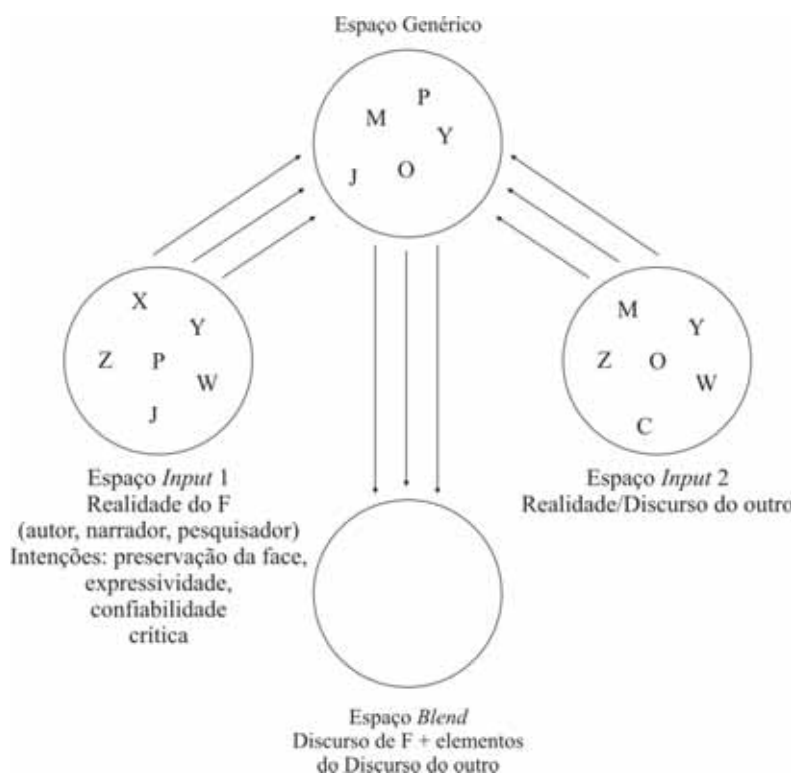 Espaço Genérico
P
M
Y
J
O
X
Y
Z
P
W
J
Espaço Input 1
Realidade do F
(autor, narrador, pesquisador)
Intenções: preservação da face,
expressividade,
confiabilidade
crítica
M
Y
Z
O
W
C
Espaço Input 2
Realidade/Discurso do outro
Espaço Blend
Discurso de F + elementos
do Discurso do outro